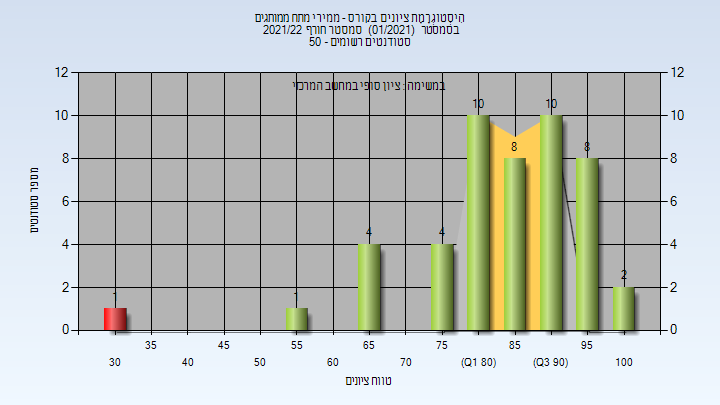 הִיסְטוֹגְרָמַת ציונים בקורס - ממירי מתח ממותגים
בסמסטר (01/2021) סמסטר חורף 2021/22
סטודנטים רשומים - 50
במשימה : ציון סופי במחשב המרכזי
12 12
10 10
8 8
6 6
4 4
2 2
0 0
1 1 4 4 10 8 10 8 2
מספר סטודנטים
35 45 55 65 75 85 95
30 40 50 60 70 (Q1 80) (Q3 90) 100
טווח ציונים